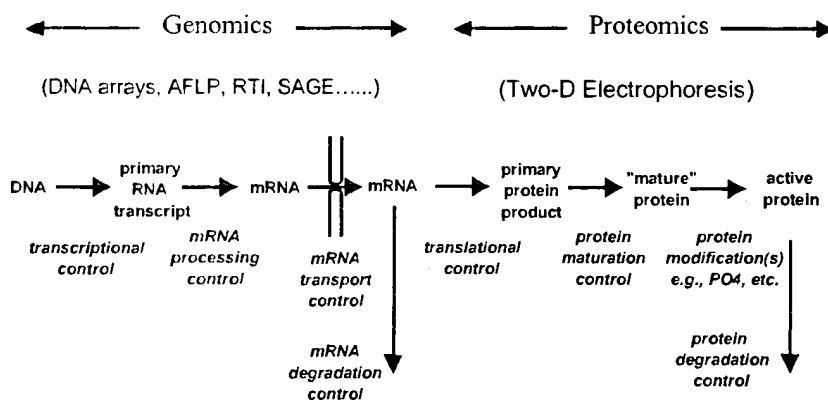 Genomics
Proteomics
(DNA arrays, AFLP, RTI, SAGE......)
(Two-D Electrophoresis)
DNA
primary
RNA
transcript
mRNA
mRNA
primary
protein
product
"mature"
protein
active
protein
transcriptional
control
mRNA
processing
control
mRNA
transport
control
translational
control
protein
maturation
control
protein
modification(s)
e.g., PO4, etc.
mRNA
degradation
control
protein
degradation
control